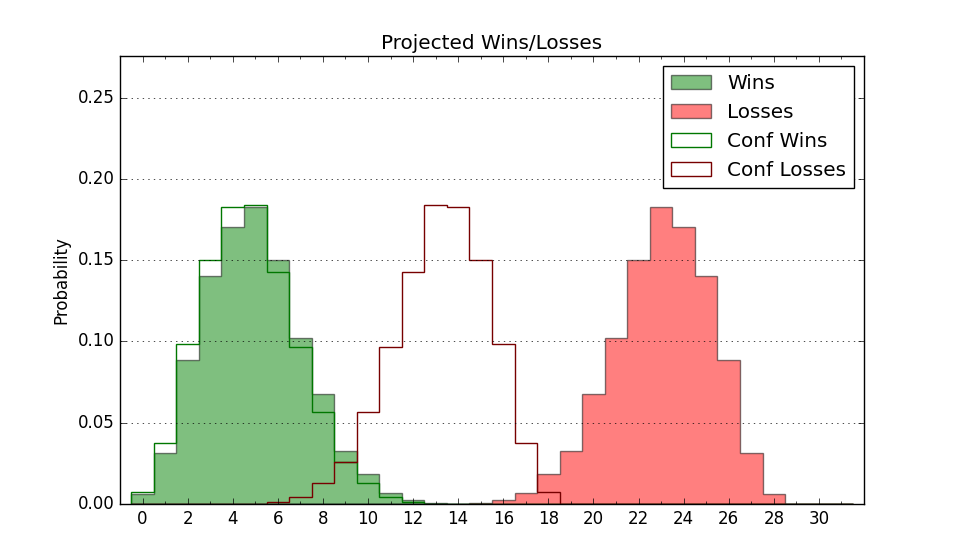 Projected Wins/Losses
Wins
Losses
Conf Wins
Conf Losses
Probability
0.25
0.20
0.15
0.10
0.05
0.00
0 2 4 6 8 10 12 14 16 18 20 22 24 26 28 30